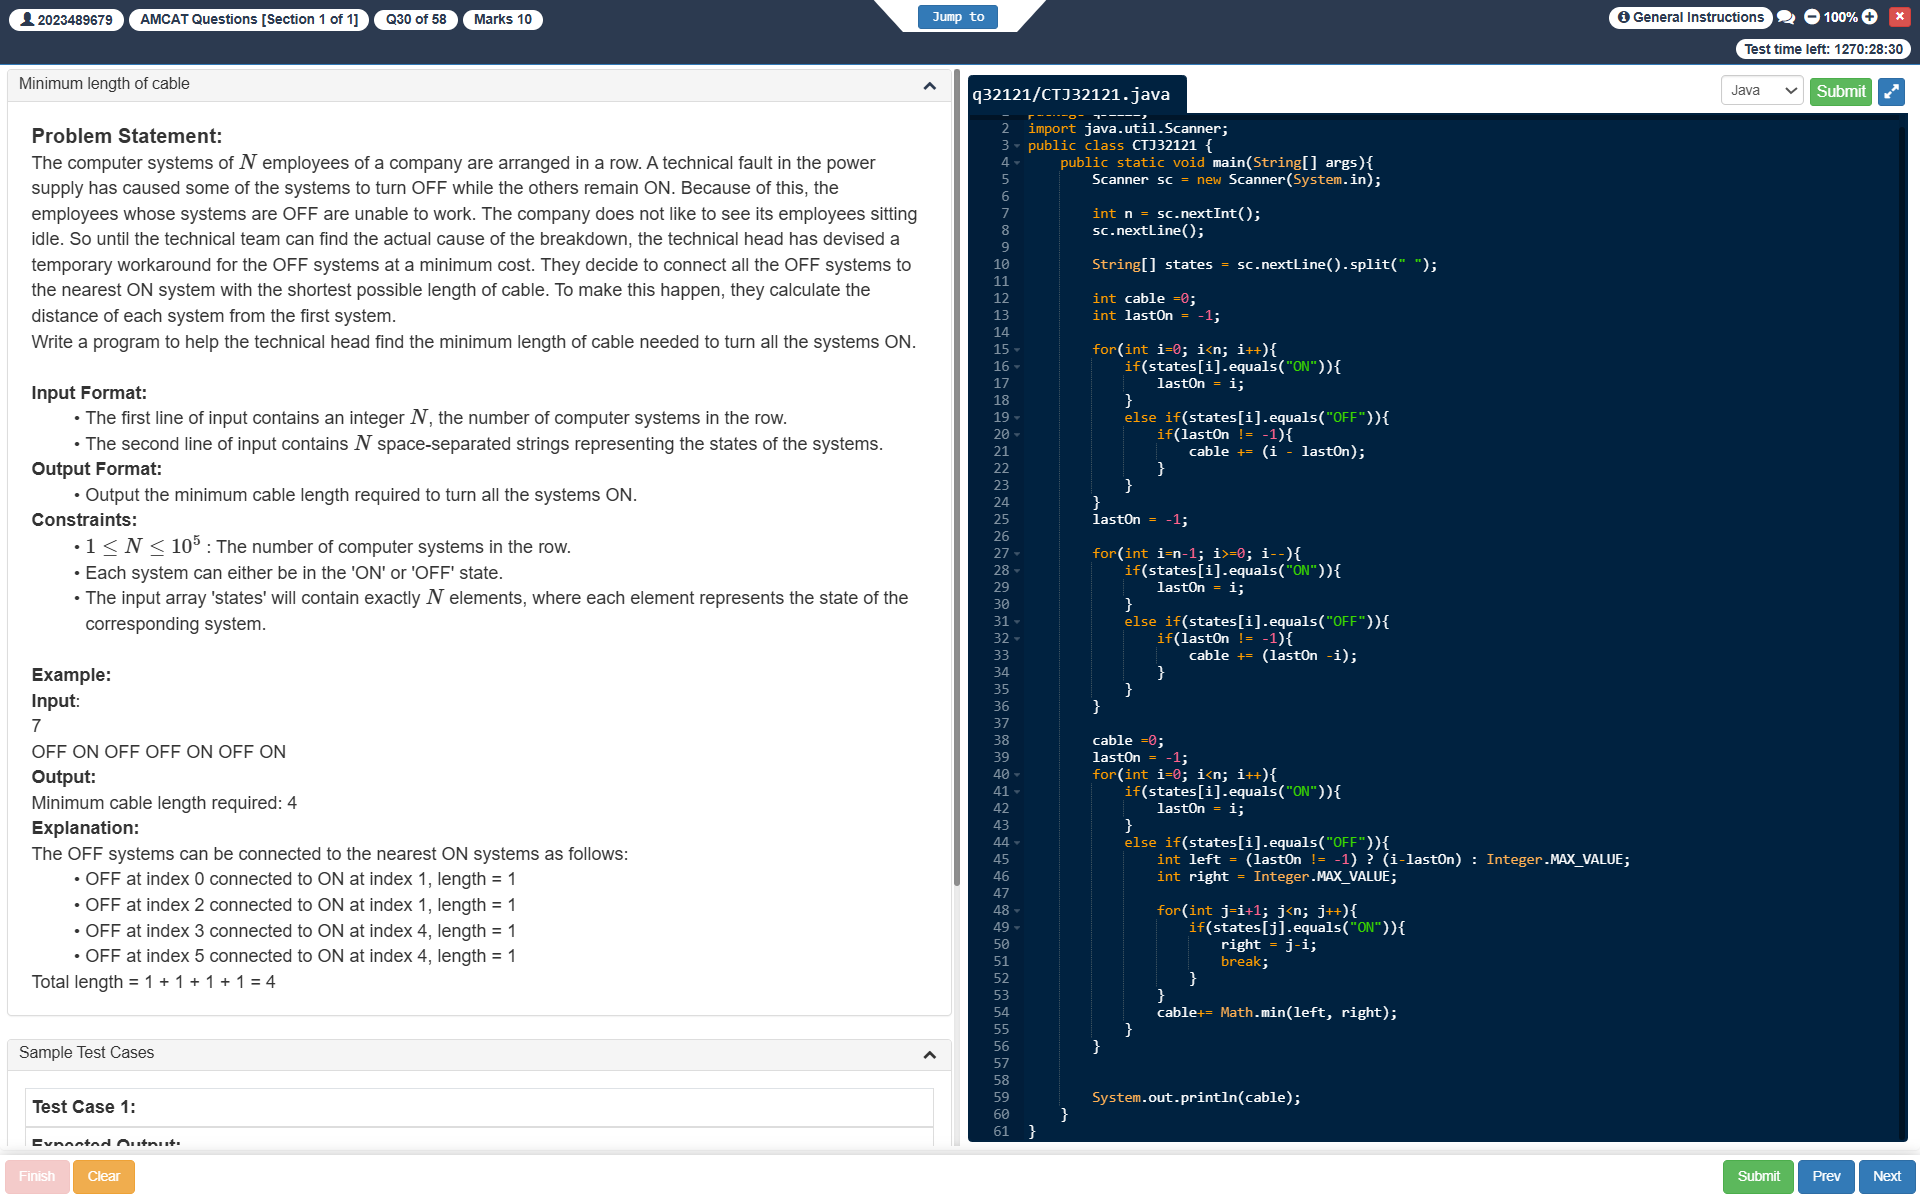 2023489679 AMCAT Questions [Section 1 of 1] Q30 of 58 Marks 10 Jump to General Instructions 100%
Test time left: 1270:28:30
Minimum length of cable
Problem Statement:
The computer systems of N employees of a company are arranged in a row. A technical fault in the power
supply has caused some of the systems to turn OFF while the others remain ON. Because of this, the
employees whose systems are OFF are unable to work. The company does not like to see its employees sitting
idle. So until the technical team can find the actual cause of the breakdown, the technical head has devised a
temporary workaround for the OFF systems at a minimum cost. They decide to connect all the OFF systems to
the nearest ON system with the shortest possible length of cable. To make this happen, they calculate the
distance of each system from the first system.
Write a program to help the technical head find the minimum length of cable needed to turn all the systems ON.
Input Format:
• The first line of input contains an integer N, the number of computer systems in the row.
• The second line of input contains N space-separated strings representing the states of the systems.
Output Format:
• Output the minimum cable length required to turn all the systems ON.
Constraints:
• 1 ≤ N ≤ 10⁵ : The number of computer systems in the row.
• Each system can either be in the 'ON' or 'OFF' state.
• The input array 'states' will contain exactly N elements, where each element represents the state of the
corresponding system.
Example:
Input:
7
OFF ON OFF OFF ON OFF ON
Output:
Minimum cable length required: 4
Explanation:
The OFF systems can be connected to the nearest ON systems as follows:
• OFF at index 0 connected to ON at index 1, length = 1
• OFF at index 2 connected to ON at index 1, length = 1
• OFF at index 3 connected to ON at index 4, length = 1
• OFF at index 5 connected to ON at index 4, length = 1
Total length = 1 + 1 + 1 + 1 = 4
Sample Test Cases
Test Case 1:
Expected Output:
q32121/CTJ32121.java Java Submit
2 import java.util.Scanner;
3 public class CTJ32121 {
4 public static void main(String[] args){
5 Scanner sc = new Scanner(System.in);
6
7 int n = sc.nextInt();
8 sc.nextLine();
9
10 String[] states = sc.nextLine().split(" ");
11
12 int cable =0;
13 int lastOn = -1;
14
15 for(int i=0; i<n; i++){
16 if(states[i].equals("ON")){
17 lastOn = i;
18 }
19 else if(states[i].equals("OFF")){
20 if(lastOn != -1){
21 cable += (i - lastOn);
22 }
23 }
24 }
25 lastOn = -1;
26
27 for(int i=n-1; i>=0; i--){
28 if(states[i].equals("ON")){
29 lastOn = i;
30 }
31 else if(states[i].equals("OFF")){
32 if(lastOn != -1){
33 cable += (lastOn -i);
34 }
35 }
36 }
37
38 cable =0;
39 lastOn = -1;
40 for(int i=0; i<n; i++){
41 if(states[i].equals("ON")){
42 lastOn = i;
43 }
44 else if(states[i].equals("OFF")){
45 int left = (lastOn != -1) ? (i-lastOn) : Integer.MAX_VALUE;
46 int right = Integer.MAX_VALUE;
47
48 for(int j=i+1; j<n; j++){
49 if(states[j].equals("ON")){
50 right = j-i;
51 break;
52 }
53 }
54 cable+= Math.min(left, right);
55 }
56 }
57
58
59 System.out.println(cable);
60 }
61 }
Finish Clear Submit Prev Next